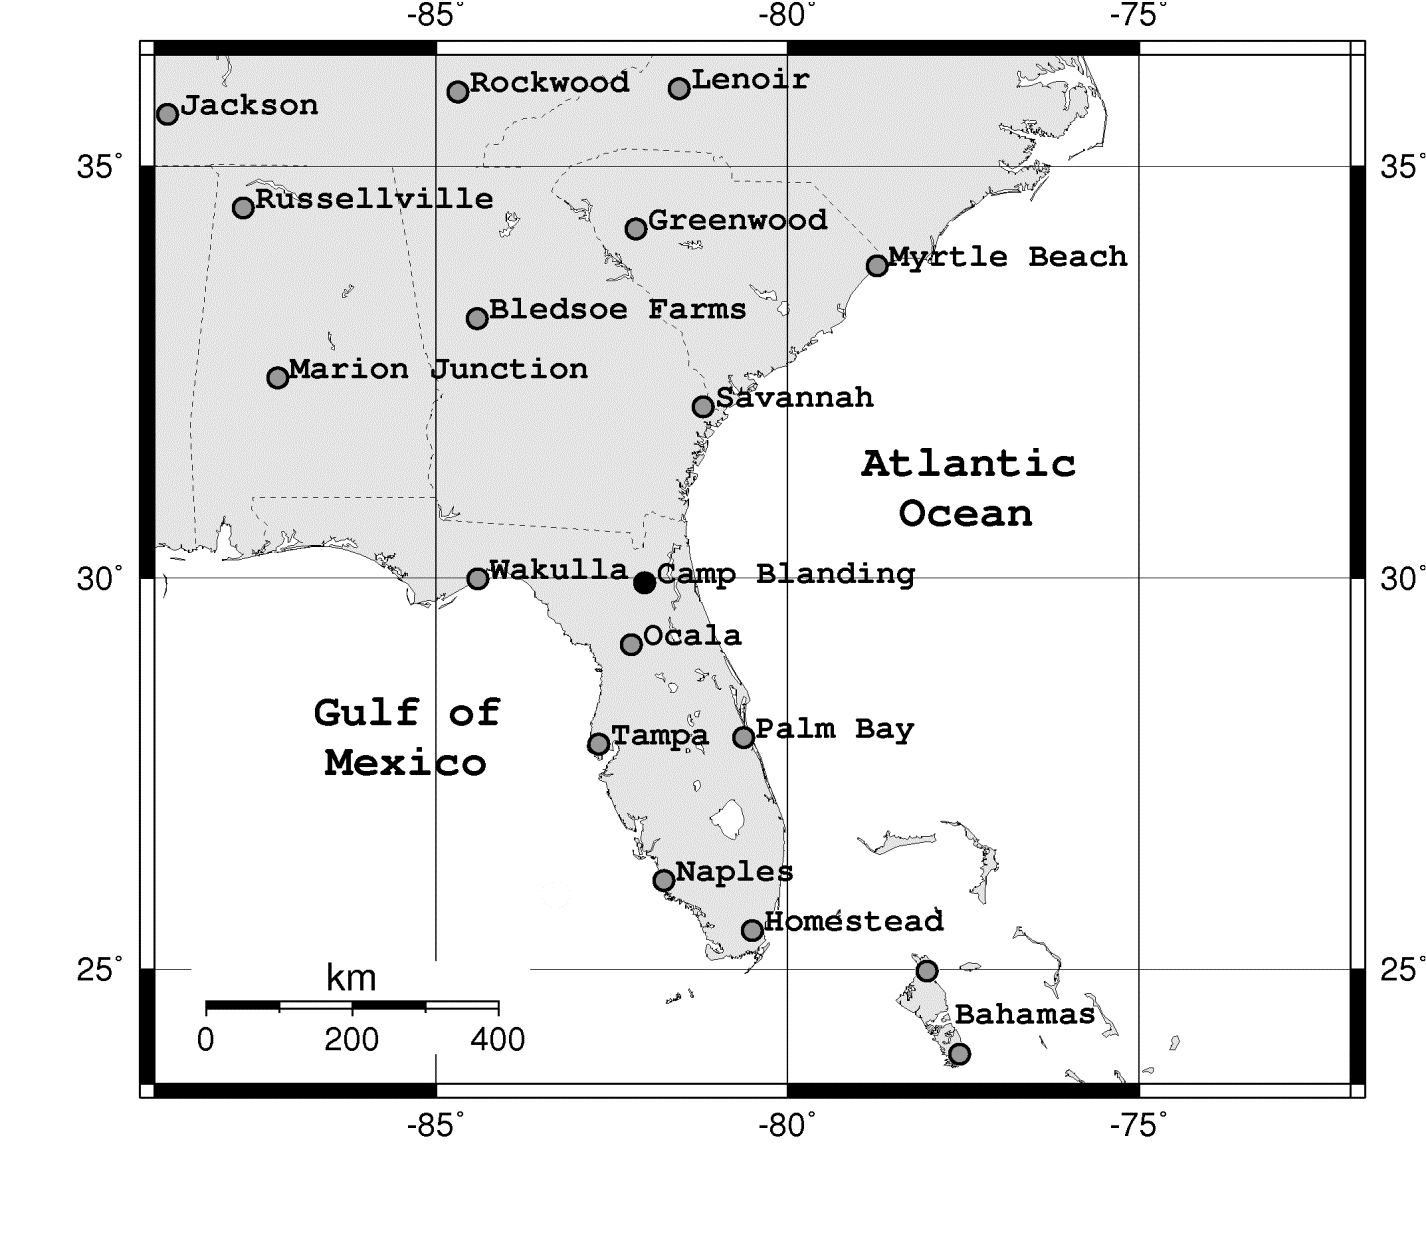 -85° -80° -75°
Rockwood
Lenoir
Jackson
35° 35°
Russellville
Greenwood
Myrtle Beach
Bledsoe Farms
Marion Junction
Savannah
Atlantic
Ocean
Wakulla
Camp Blanding
30° 30°
Ocala
Gulf of
Mexico
Tampa
Palm Bay
Naples
Homestead
25° 25°
km
Bahamas
0 200 400
-85° -80° -75°